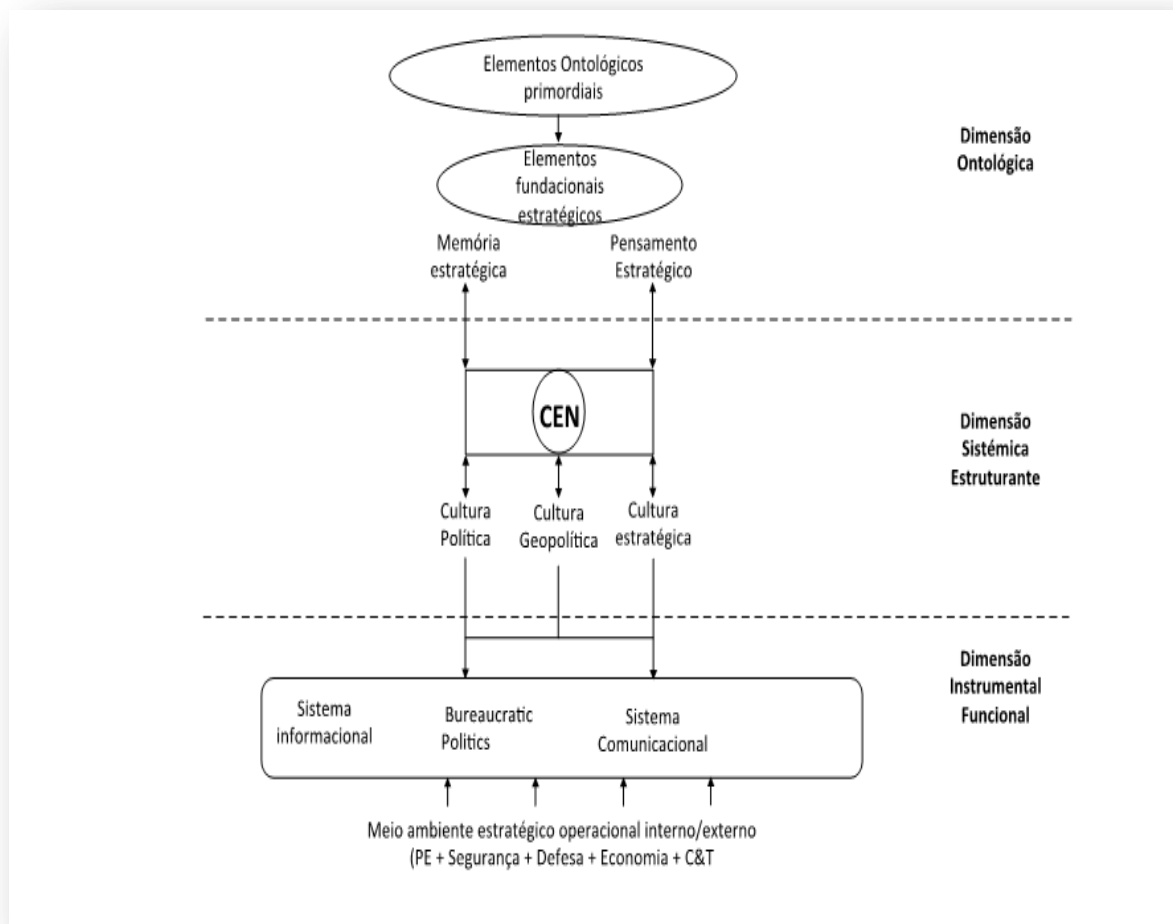 Elementos Ontológicos
primordiais
Dimensão
Ontológica
Elementos
fundacionais
estratégicos
Memória
estratégica
Pensamento
Estratégico
CEN
Dimensão
Sistémica
Estruturante
Cultura
Política
Cultura
Geopolítica
Cultura
estratégica
Dimensão
Instrumental
Funcional
Sistema
informacional
Bureaucratic
Politics
Sistema
Comunicacional
Meio ambiente estratégico operacional interno/externo
(PE + Segurança + Defesa + Economia + C&T